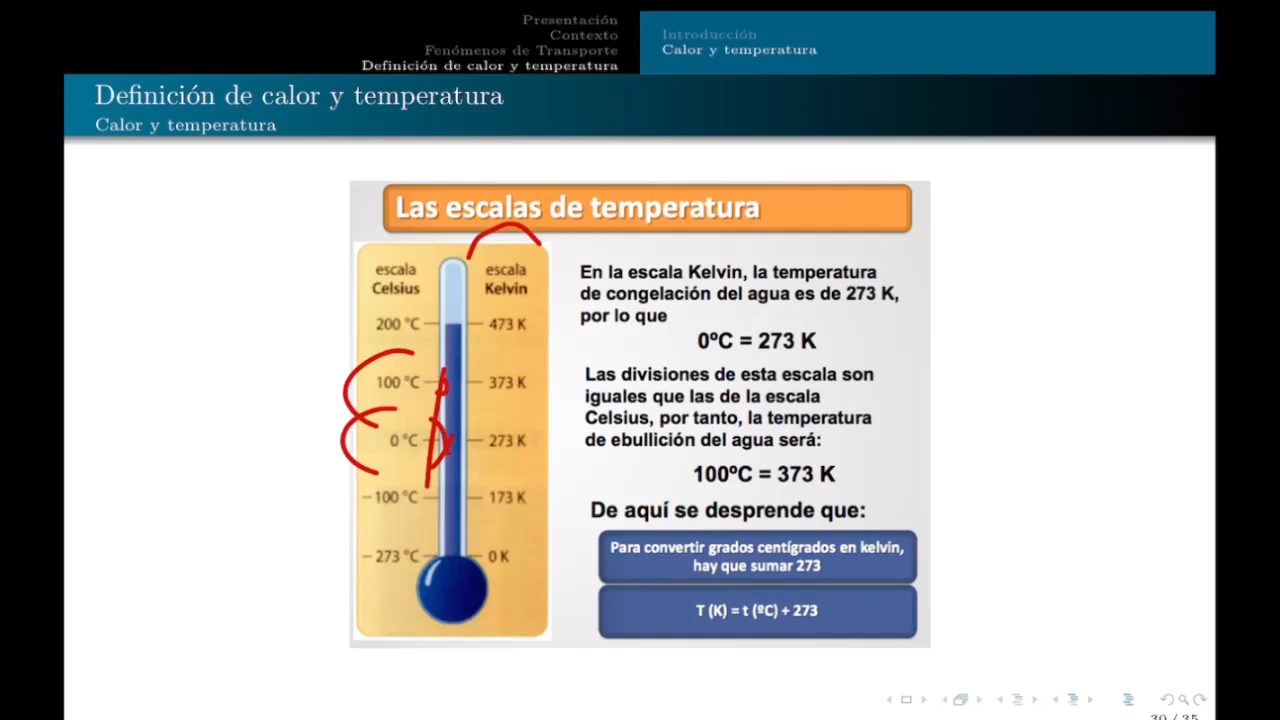 Presentación
Contexto
Fenómenos de Transporte
Definición de calor y temperatura
Introducción
Calor y temperatura
Definición de calor y temperatura
Calor y temperatura
Las escalas de temperatura
escala
Celsius
escala
Kelvin
200 °C
473 K
100 °C
373 K
0 °C
273 K
−100 °C
173 K
−273 °C
0 K
En la escala Kelvin, la temperatura
de congelación del agua es de 273 K,
por lo que
0ºC = 273 K
Las divisiones de esta escala son
iguales que las de la escala
Celsius, por tanto, la temperatura
de ebullición del agua será:
100ºC = 373 K
De aquí se desprende que:
Para convertir grados centígrados en kelvin,
hay que sumar 273
T (K) = t (ºC) + 273
30 / 35